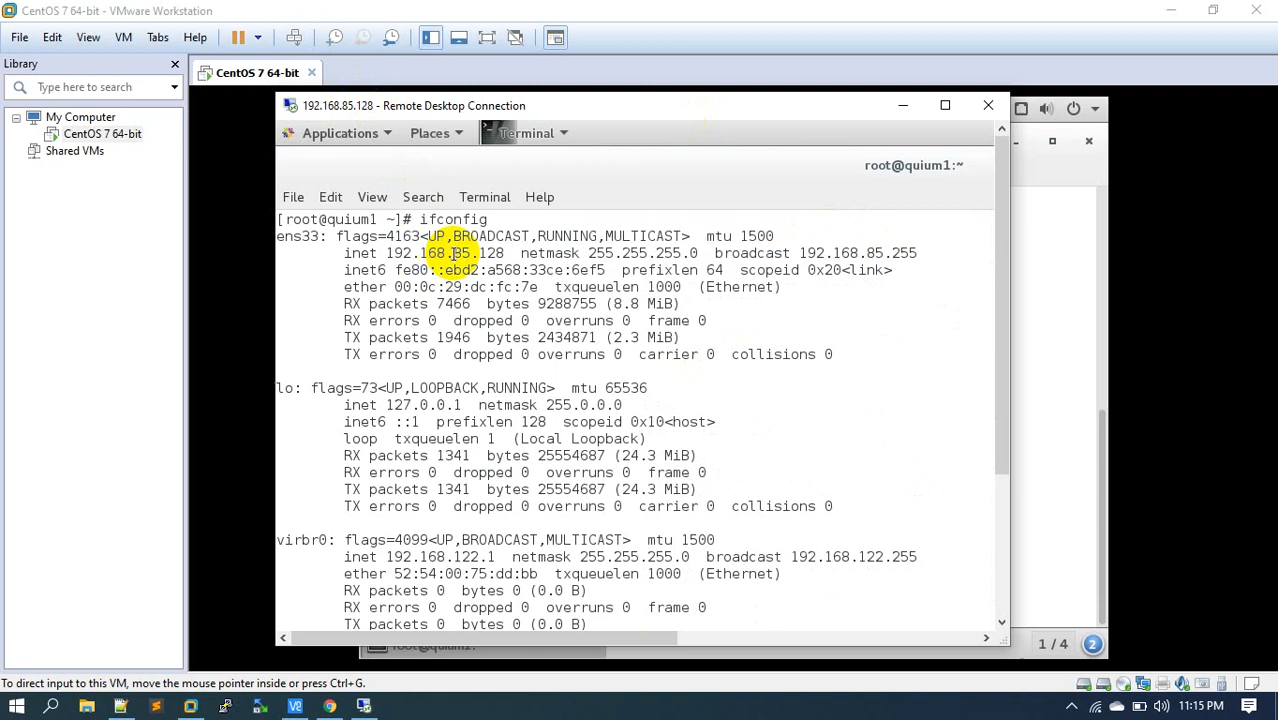 CentOS 7 64-bit - VMware Workstation
File Edit View VM Tabs Help
Library
Type here to search
My Computer
CentOS 7 64-bit
Shared VMs
CentOS 7 64-bit
192.168.85.128 - Remote Desktop Connection
Applications Places Terminal
root@quium1:~
File Edit View Search Terminal Help
[root@quium1 ~]# ifconfig
ens33: flags=4163<UP,BROADCAST,RUNNING,MULTICAST> mtu 1500
inet 192.168.85.128 netmask 255.255.255.0 broadcast 192.168.85.255
inet6 fe80::ebd2:a568:33ce:6ef5 prefixlen 64 scopeid 0x20<link>
ether 00:0c:29:dc:fc:7e txqueuelen 1000 (Ethernet)
RX packets 7466 bytes 9288755 (8.8 MiB)
RX errors 0 dropped 0 overruns 0 frame 0
TX packets 1946 bytes 2434871 (2.3 MiB)
TX errors 0 dropped 0 overruns 0 carrier 0 collisions 0
lo: flags=73<UP,LOOPBACK,RUNNING> mtu 65536
inet 127.0.0.1 netmask 255.0.0.0
inet6 ::1 prefixlen 128 scopeid 0x10<host>
loop txqueuelen 1 (Local Loopback)
RX packets 1341 bytes 25554687 (24.3 MiB)
RX errors 0 dropped 0 overruns 0 frame 0
TX packets 1341 bytes 25554687 (24.3 MiB)
TX errors 0 dropped 0 overruns 0 carrier 0 collisions 0
virbr0: flags=4099<UP,BROADCAST,MULTICAST> mtu 1500
inet 192.168.122.1 netmask 255.255.255.0 broadcast 192.168.122.255
ether 52:54:00:75:dd:bb txqueuelen 1000 (Ethernet)
RX packets 0 bytes 0 (0.0 B)
RX errors 0 dropped 0 overruns 0 frame 0
TX packets 0 bytes 0 (0.0 B)
1 / 4 2
To direct input to this VM, move the mouse pointer inside or press Ctrl+G.
11:15 PM